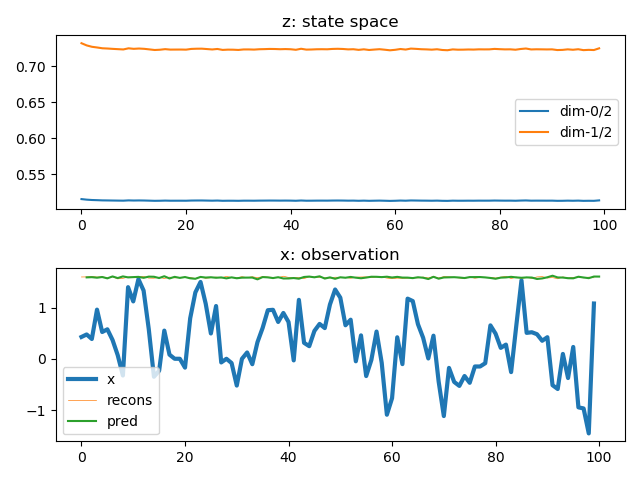 z: state space
0.70
0.65
0.60
0.55
dim-0/2
dim-1/2
0 20 40 60 80 100
x: observation
1
0
−1
x
recons
pred
0 20 40 60 80 100